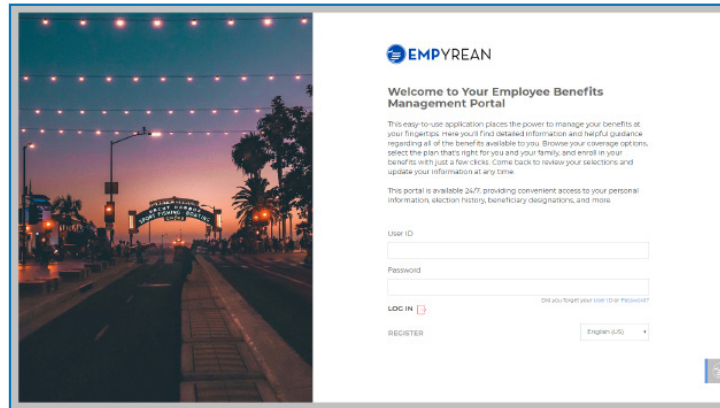 EMPYREAN
Welcome to Your Employee Benefits
Management Portal
This easy-to-use application places the power to manage your benefits at
your fingertips. Here you'll find detailed information and helpful guidance
regarding all of the benefits available to you. Browse your coverage options,
select the plan that's right for you and your family, and enroll in your
benefits with just a few clicks. Come back to review your selections and
update your information at any time.
This portal is available 24/7, providing convenient access to your personal
information, election history, beneficiary designations, and more.
User ID
Password
Did you forget your User ID or Password?
LOG IN
REGISTER
English (US)
YACHT HARBOR
SPORT FISHING BOATING